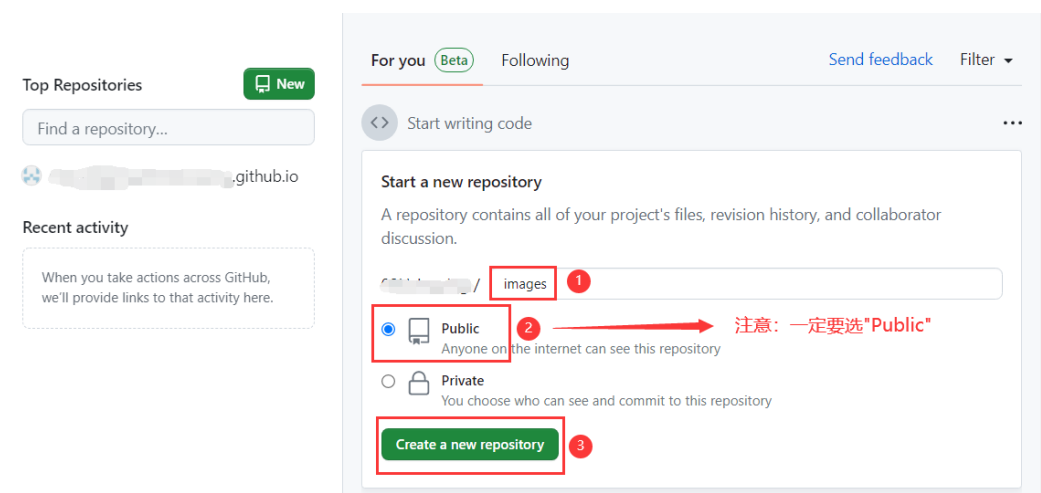 Top Repositories
New
Find a repository...
.github.io
Recent activity
When you take actions across GitHub,
we'll provide links to that activity here.
For you Beta Following Send feedback Filter
Start writing code
Start a new repository
A repository contains all of your project's files, revision history, and collaborator
discussion.
/ images 1
Public 2 注意：一定要选"Public"
Anyone on the internet can see this repository
Private
You choose who can see and commit to this repository
Create a new repository 3